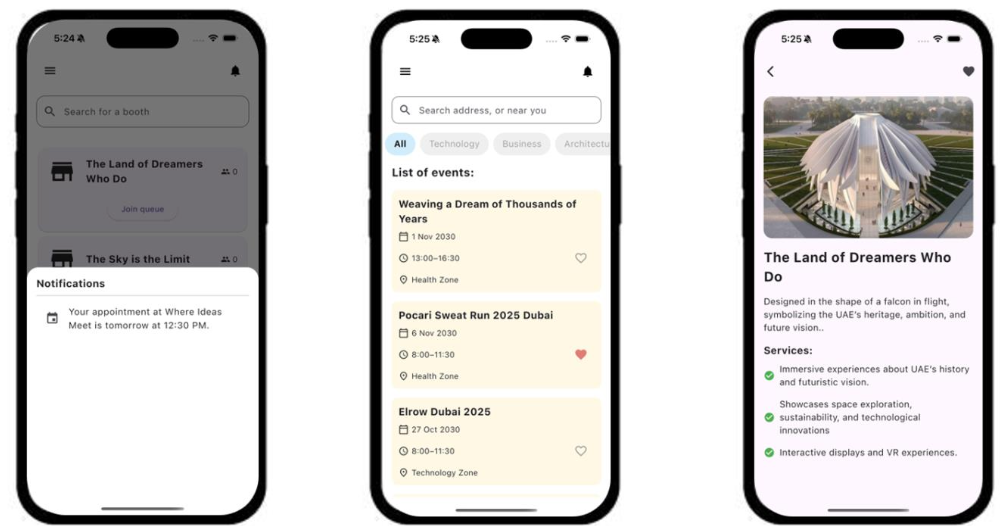 5:24
Search for a booth
The Land of Dreamers
Who Do
0
Join queue
The Sky is the Limit
0
Notifications
Your appointment at Where Ideas
Meet is tomorrow at 12:30 PM.
5:25
Search address, or near you
All
Technology
Business
Architectu
List of events:
Weaving a Dream of Thousands of
Years
1 Nov 2030
13:00–16:30
Health Zone
Pocari Sweat Run 2025 Dubai
6 Nov 2030
8:00–11:30
Health Zone
Elrow Dubai 2025
27 Oct 2030
8:00–11:30
Technology Zone
5:25
The Land of Dreamers Who
Do
Designed in the shape of a falcon in flight,
symbolizing the UAE's heritage, ambition, and
future vision..
Services:
Immersive experiences about UAE's history
and futuristic vision.
Showcases space exploration,
sustainability, and technological
innovations
Interactive displays and VR experiences.